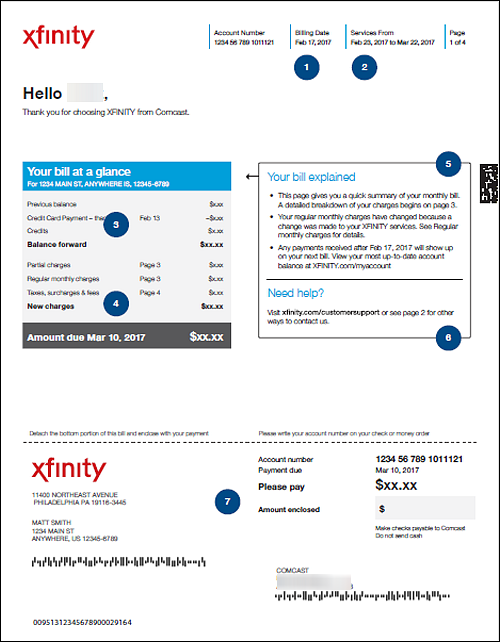 xfinity
Account Number
1234 56 789 1011121
Billing Date
Feb 17, 2017
Services From
Feb 23, 2017 to Mar 22, 2017
Page
1 of 4
1
2
Hello ,
Thank you for choosing XFINITY from Comcast.
Your bill at a glance
For 1234 MAIN ST, ANYWHERE IS, 12345-6789
Previous balance $x.xx
Credit Card Payment – Feb 13 –$x.xx
3
Credits $x.xx
Balance forward $xx.xx
Partial charges Page 3 $x.xx
Regular monthly charges Page 3 $x.xx
Taxes, surcharges & fees Page 4 $x.xx
4
New charges $xx.xx
Amount due Mar 10, 2017 $xx.xx
5
Your bill explained
• This page gives you a quick summary of your monthly bill.
A detailed breakdown of your charges begins on page 3.
• Your regular monthly charges have changed because a
change was made to your XFINITY services. See Regular
monthly charges for details.
• Any payments received after Feb 17, 2017 will show up
on your next bill. View your most up-to-date account
balance at XFINITY.com/myaccount
Need help?
Visit xfinity.com/customersupport or see page 2 for other
ways to contact us.
6
Detach the bottom portion of this bill and enclose with your payment
Please write your account number on your check or money order
xfinity
11400 NORTHEAST AVENUE
PHILADELPHIA PA 19116-3445
MATT SMITH
1234 MAIN ST
ANYWHERE, US 12345-6789
7
Account number 1234 56 789 1011121
Payment due Mar 10, 2017
Please pay $xx.xx
Amount enclosed $
Make checks payable to Comcast
Do not send cash
COMCAST
00951312345678900029164